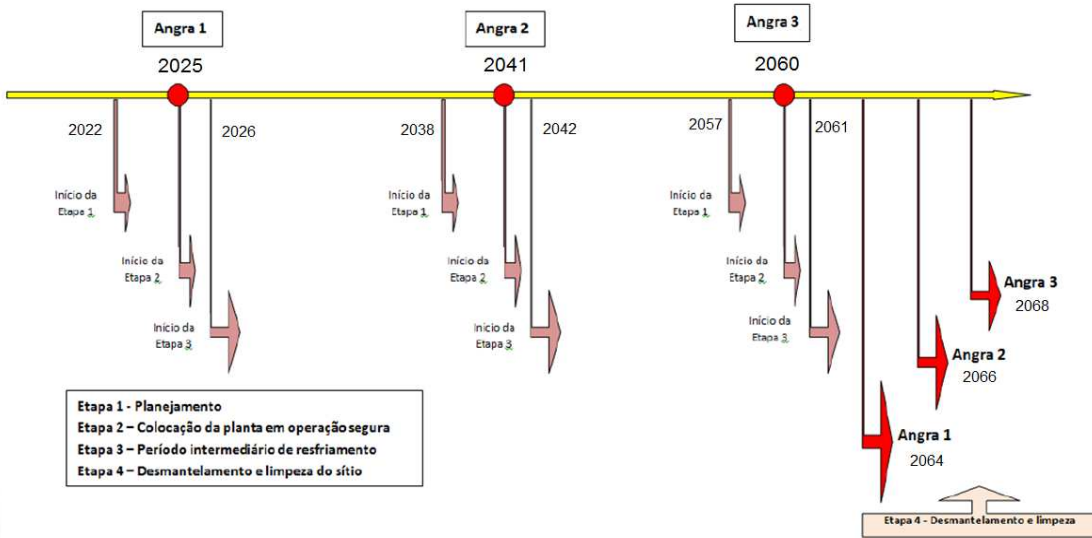 Angra 1
Angra 2
Angra 3
2025
2041
2060
2022
2026
2038
2042
2057
2061
Início da
Etapa 1
Início da
Etapa 1
Início da
Etapa 1
Início da
Etapa 2
Início da
Etapa 2
Início da
Etapa 2
Início da
Etapa 3
Início da
Etapa 3
Início da
Etapa 3
Angra 3
2068
Angra 2
2066
Angra 1
2064
Etapa 1 - Planejamento
Etapa 2 – Colocação da planta em operação segura
Etapa 3 – Período intermediário de resfriamento
Etapa 4 – Desmantelamento e limpeza do sítio
Etapa 4 - Desmantelamento e limpeza